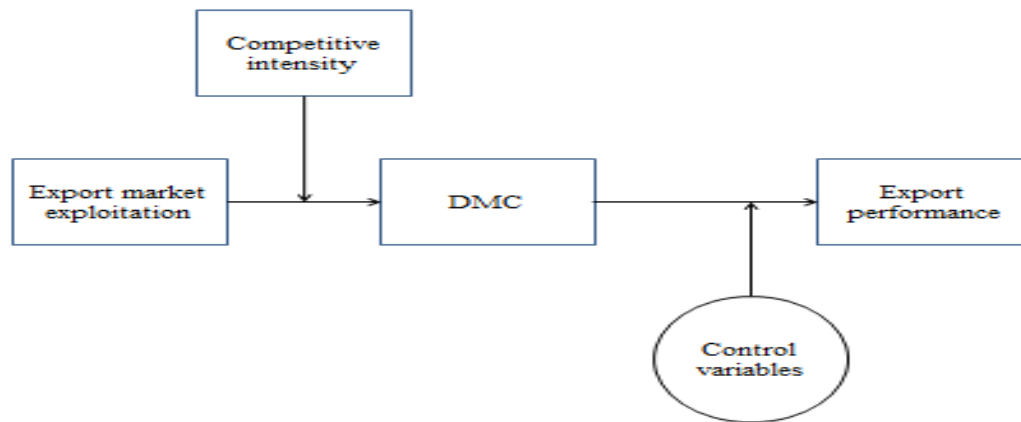 Competitive
intensity
Export market
exploitation
DMC
Export
performance
Control
variables